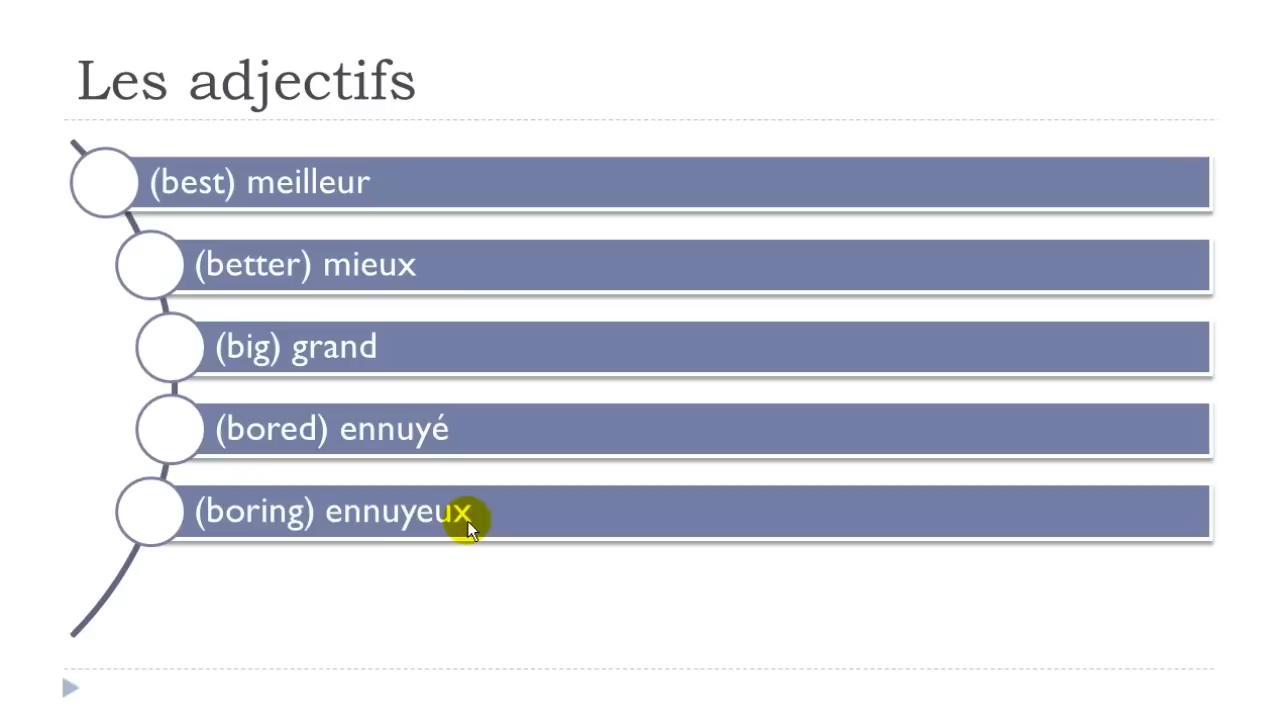 Les adjectifs
(best) meilleur
(better) mieux
(big) grand
(bored) ennuyé
(boring) ennuyeux